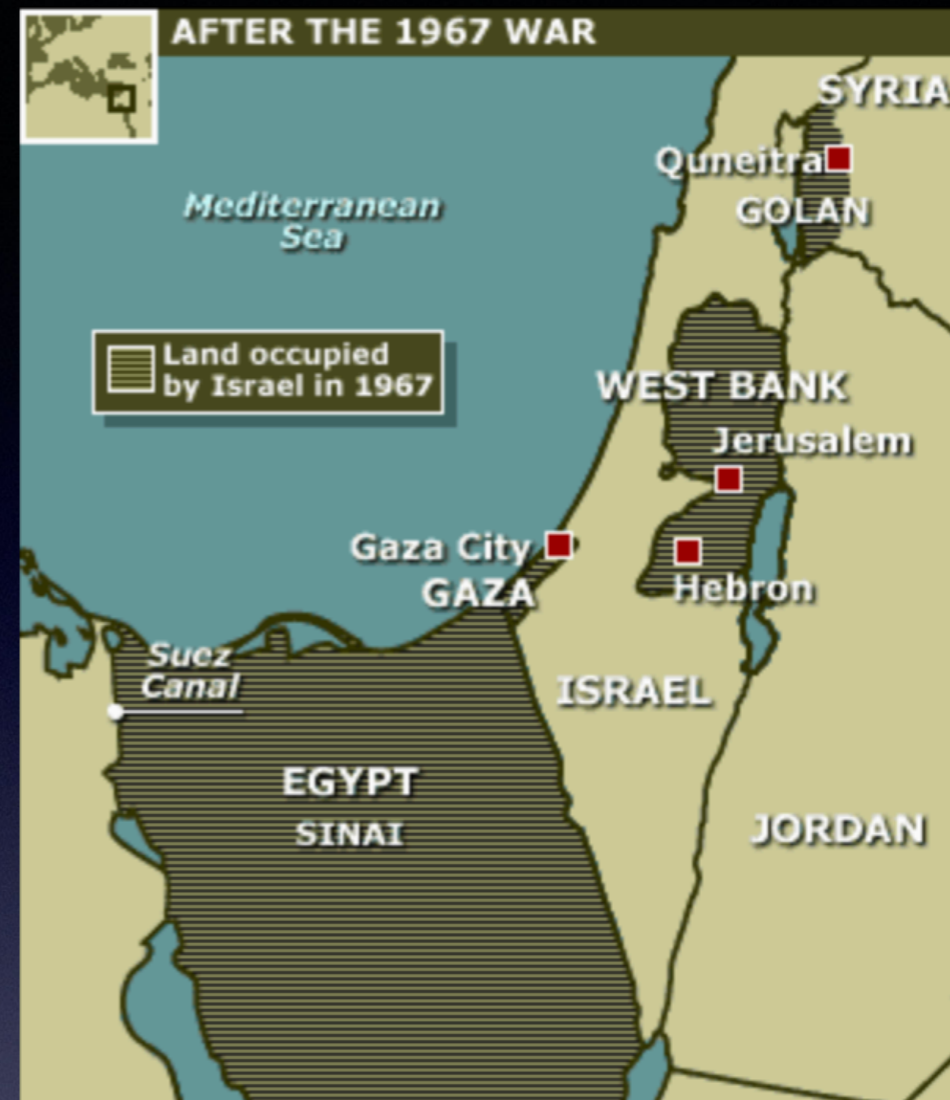 AFTER THE 1967 WAR
SYRIA
Quneitra
GOLAN
Mediterranean
Sea
Land occupied
by Israel in 1967
WEST BANK
Jerusalem
Gaza City
GAZA
Hebron
Suez
Canal
ISRAEL
EGYPT
SINAI
JORDAN